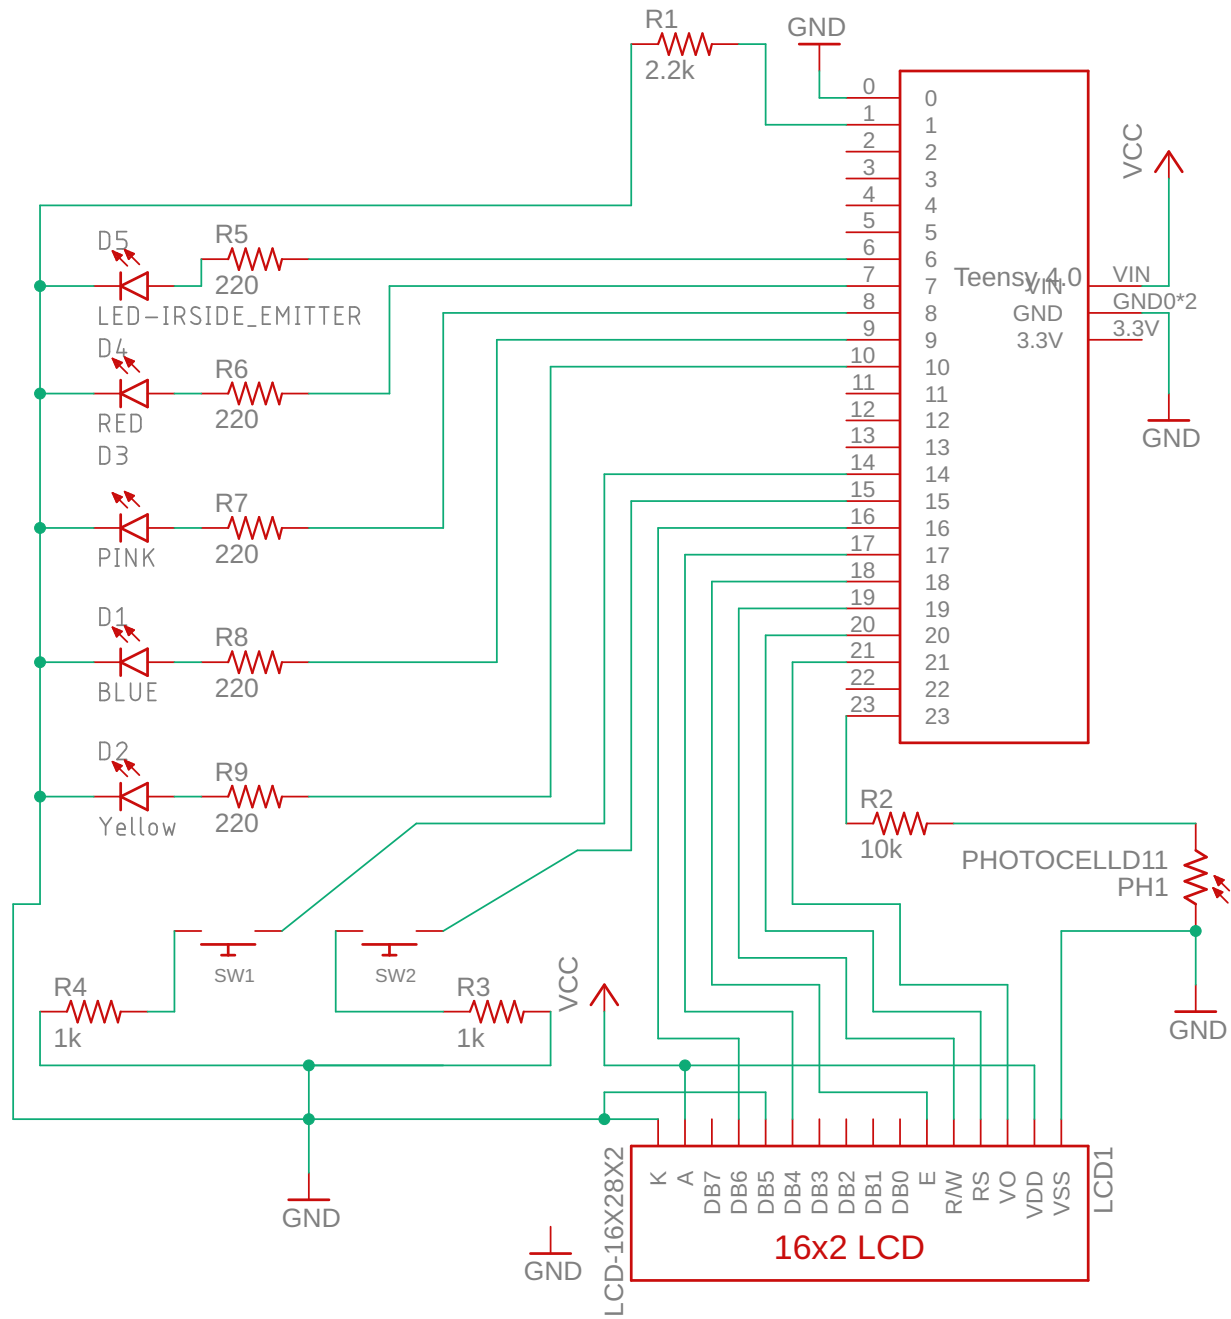 R1
2.2k
GND
0 0
1 1
2 2
3 3
4 4
5 5
6 6
7 7
8 8
9 9
10 10
11 11
12 12
13 13
14 14
15 15
16 16
17 17
18 18
19 19
20 20
21 21
22 22
23 23
Teensy 4.0
VIN VIN
GND GND0*2
3.3V 3.3V
VCC
GND
D5
R5
220
LED-IRSIDE_EMITTER
D4
R6
220
RED
D3
R7
220
PINK
D1
R8
220
BLUE
D2
R9
220
Yellow
R2
10k
PHOTOCELLD11
PH1
GND
SW1
SW2
R4
1k
R3
1k
VCC
GND
GND
LCD-16X28X2
K
A
DB7
DB6
DB5
DB4
DB3
DB2
DB1
DB0
E
R/W
RS
VO
VDD
VSS
LCD1
16x2 LCD